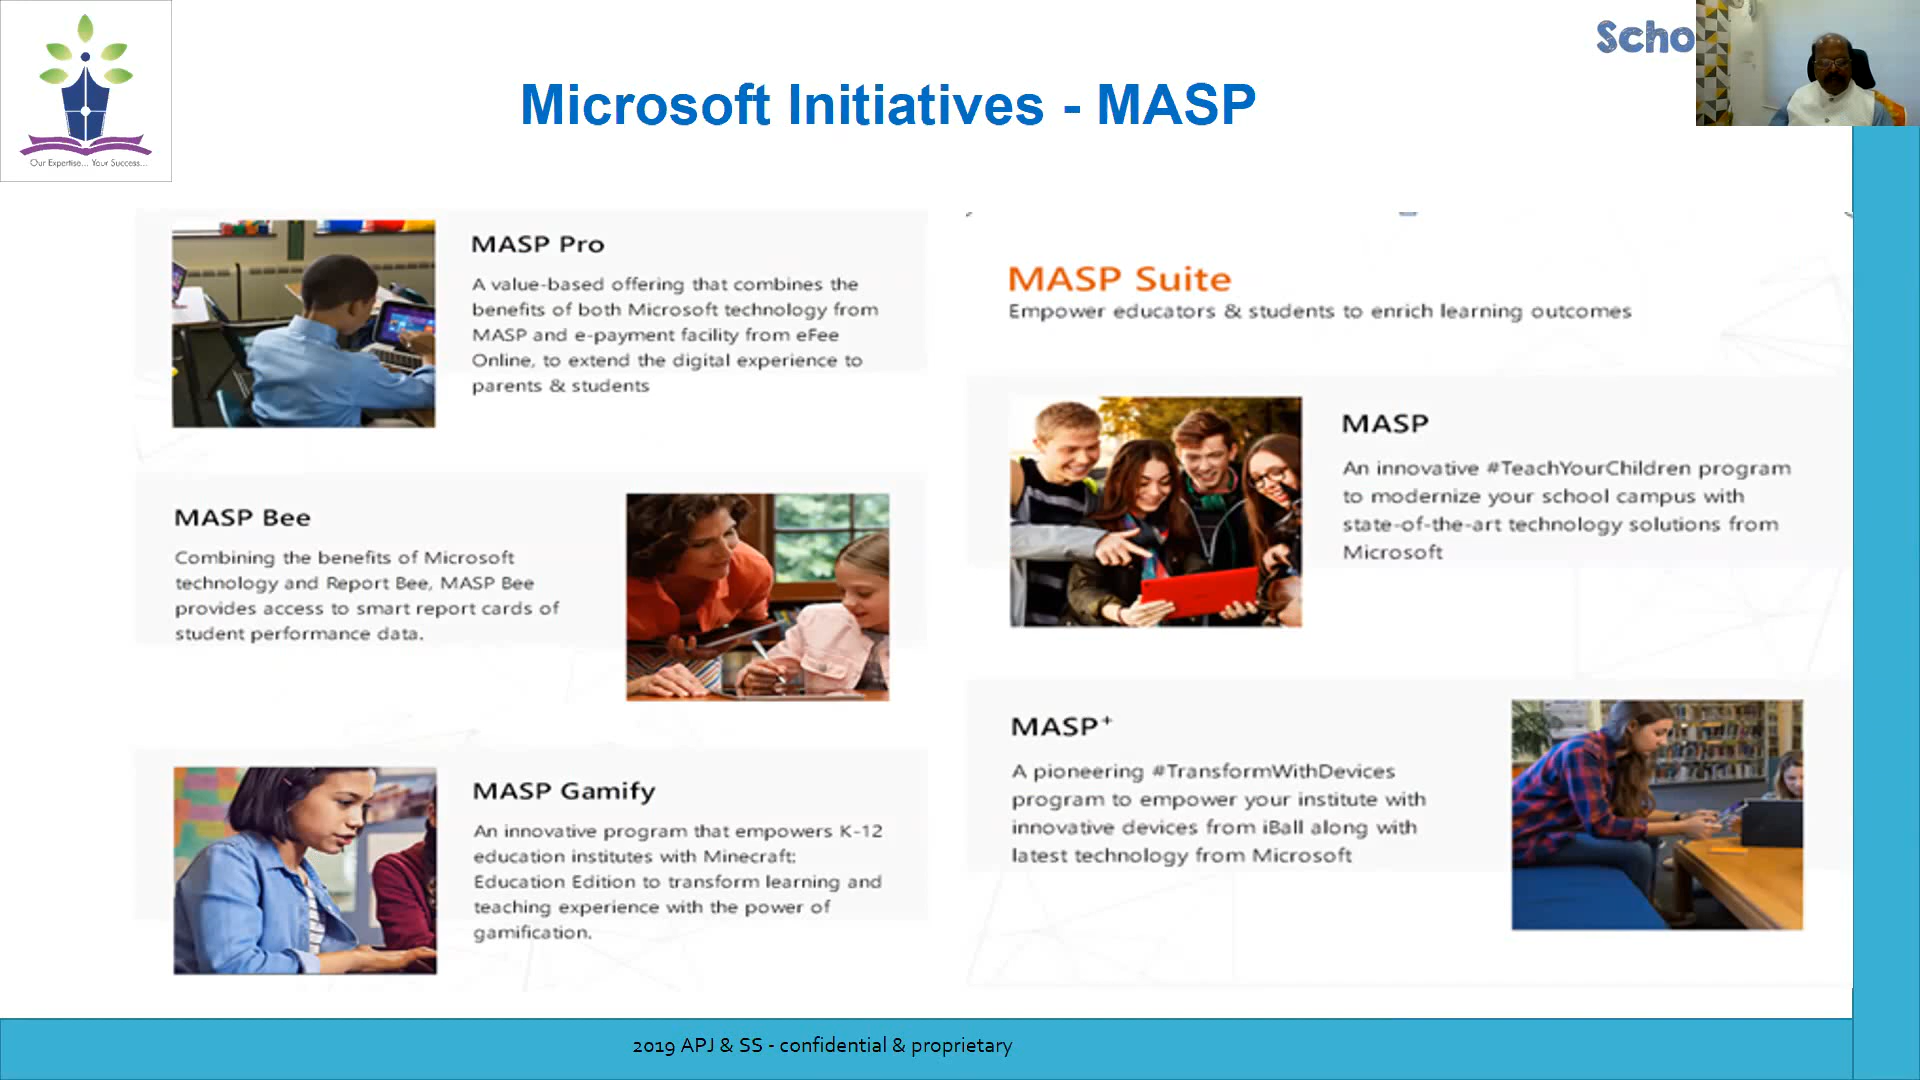 Our Expertise... Your Success...
Scho
Microsoft Initiatives - MASP
MASP Pro
A value-based offering that combines the
benefits of both Microsoft technology from
MASP and e-payment facility from eFee
Online, to extend the digital experience to
parents & students
MASP Bee
Combining the benefits of Microsoft
technology and Report Bee, MASP Bee
provides access to smart report cards of
student performance data.
MASP Gamify
An innovative program that empowers K-12
education institutes with Minecraft:
Education Edition to transform learning and
teaching experience with the power of
gamification.
MASP Suite
Empower educators & students to enrich learning outcomes
MASP
An innovative #TeachYourChildren program
to modernize your school campus with
state-of-the-art technology solutions from
Microsoft
MASP⁺
A pioneering #TransformWithDevices
program to empower your institute with
innovative devices from iBall along with
latest technology from Microsoft
2019 APJ & SS - confidential & proprietary